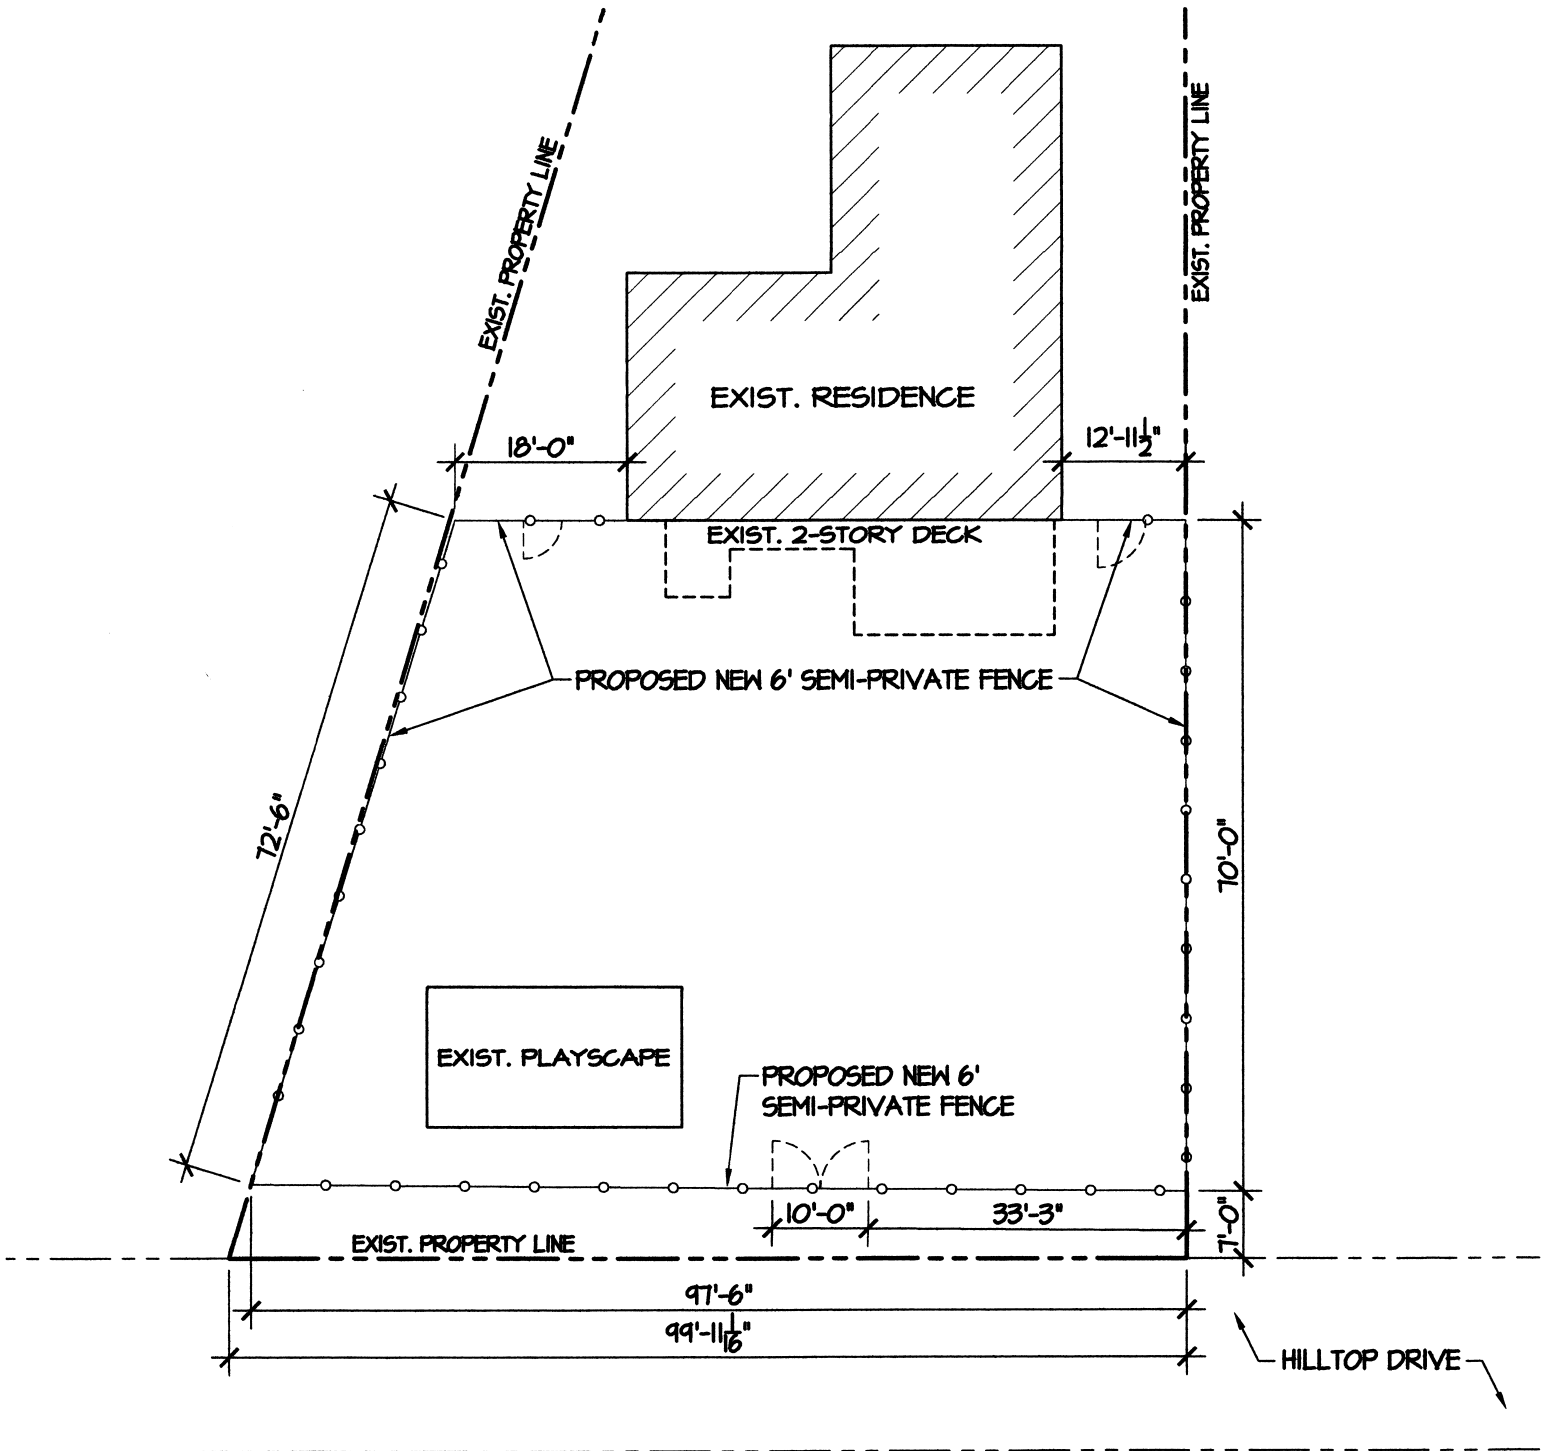 EXIST. PROPERTY LINE
EXIST. PROPERTY LINE
EXIST. RESIDENCE
18'-0"
12'-11 1/2"
EXIST. 2-STORY DECK
PROPOSED NEW 6' SEMI-PRIVATE FENCE
72'-6"
70'-0"
EXIST. PLAYSCAPE
PROPOSED NEW 6'
SEMI-PRIVATE FENCE
10'-0"
33'-3"
7'-0"
EXIST. PROPERTY LINE
97'-6"
99'-11 1/16"
HILLTOP DRIVE